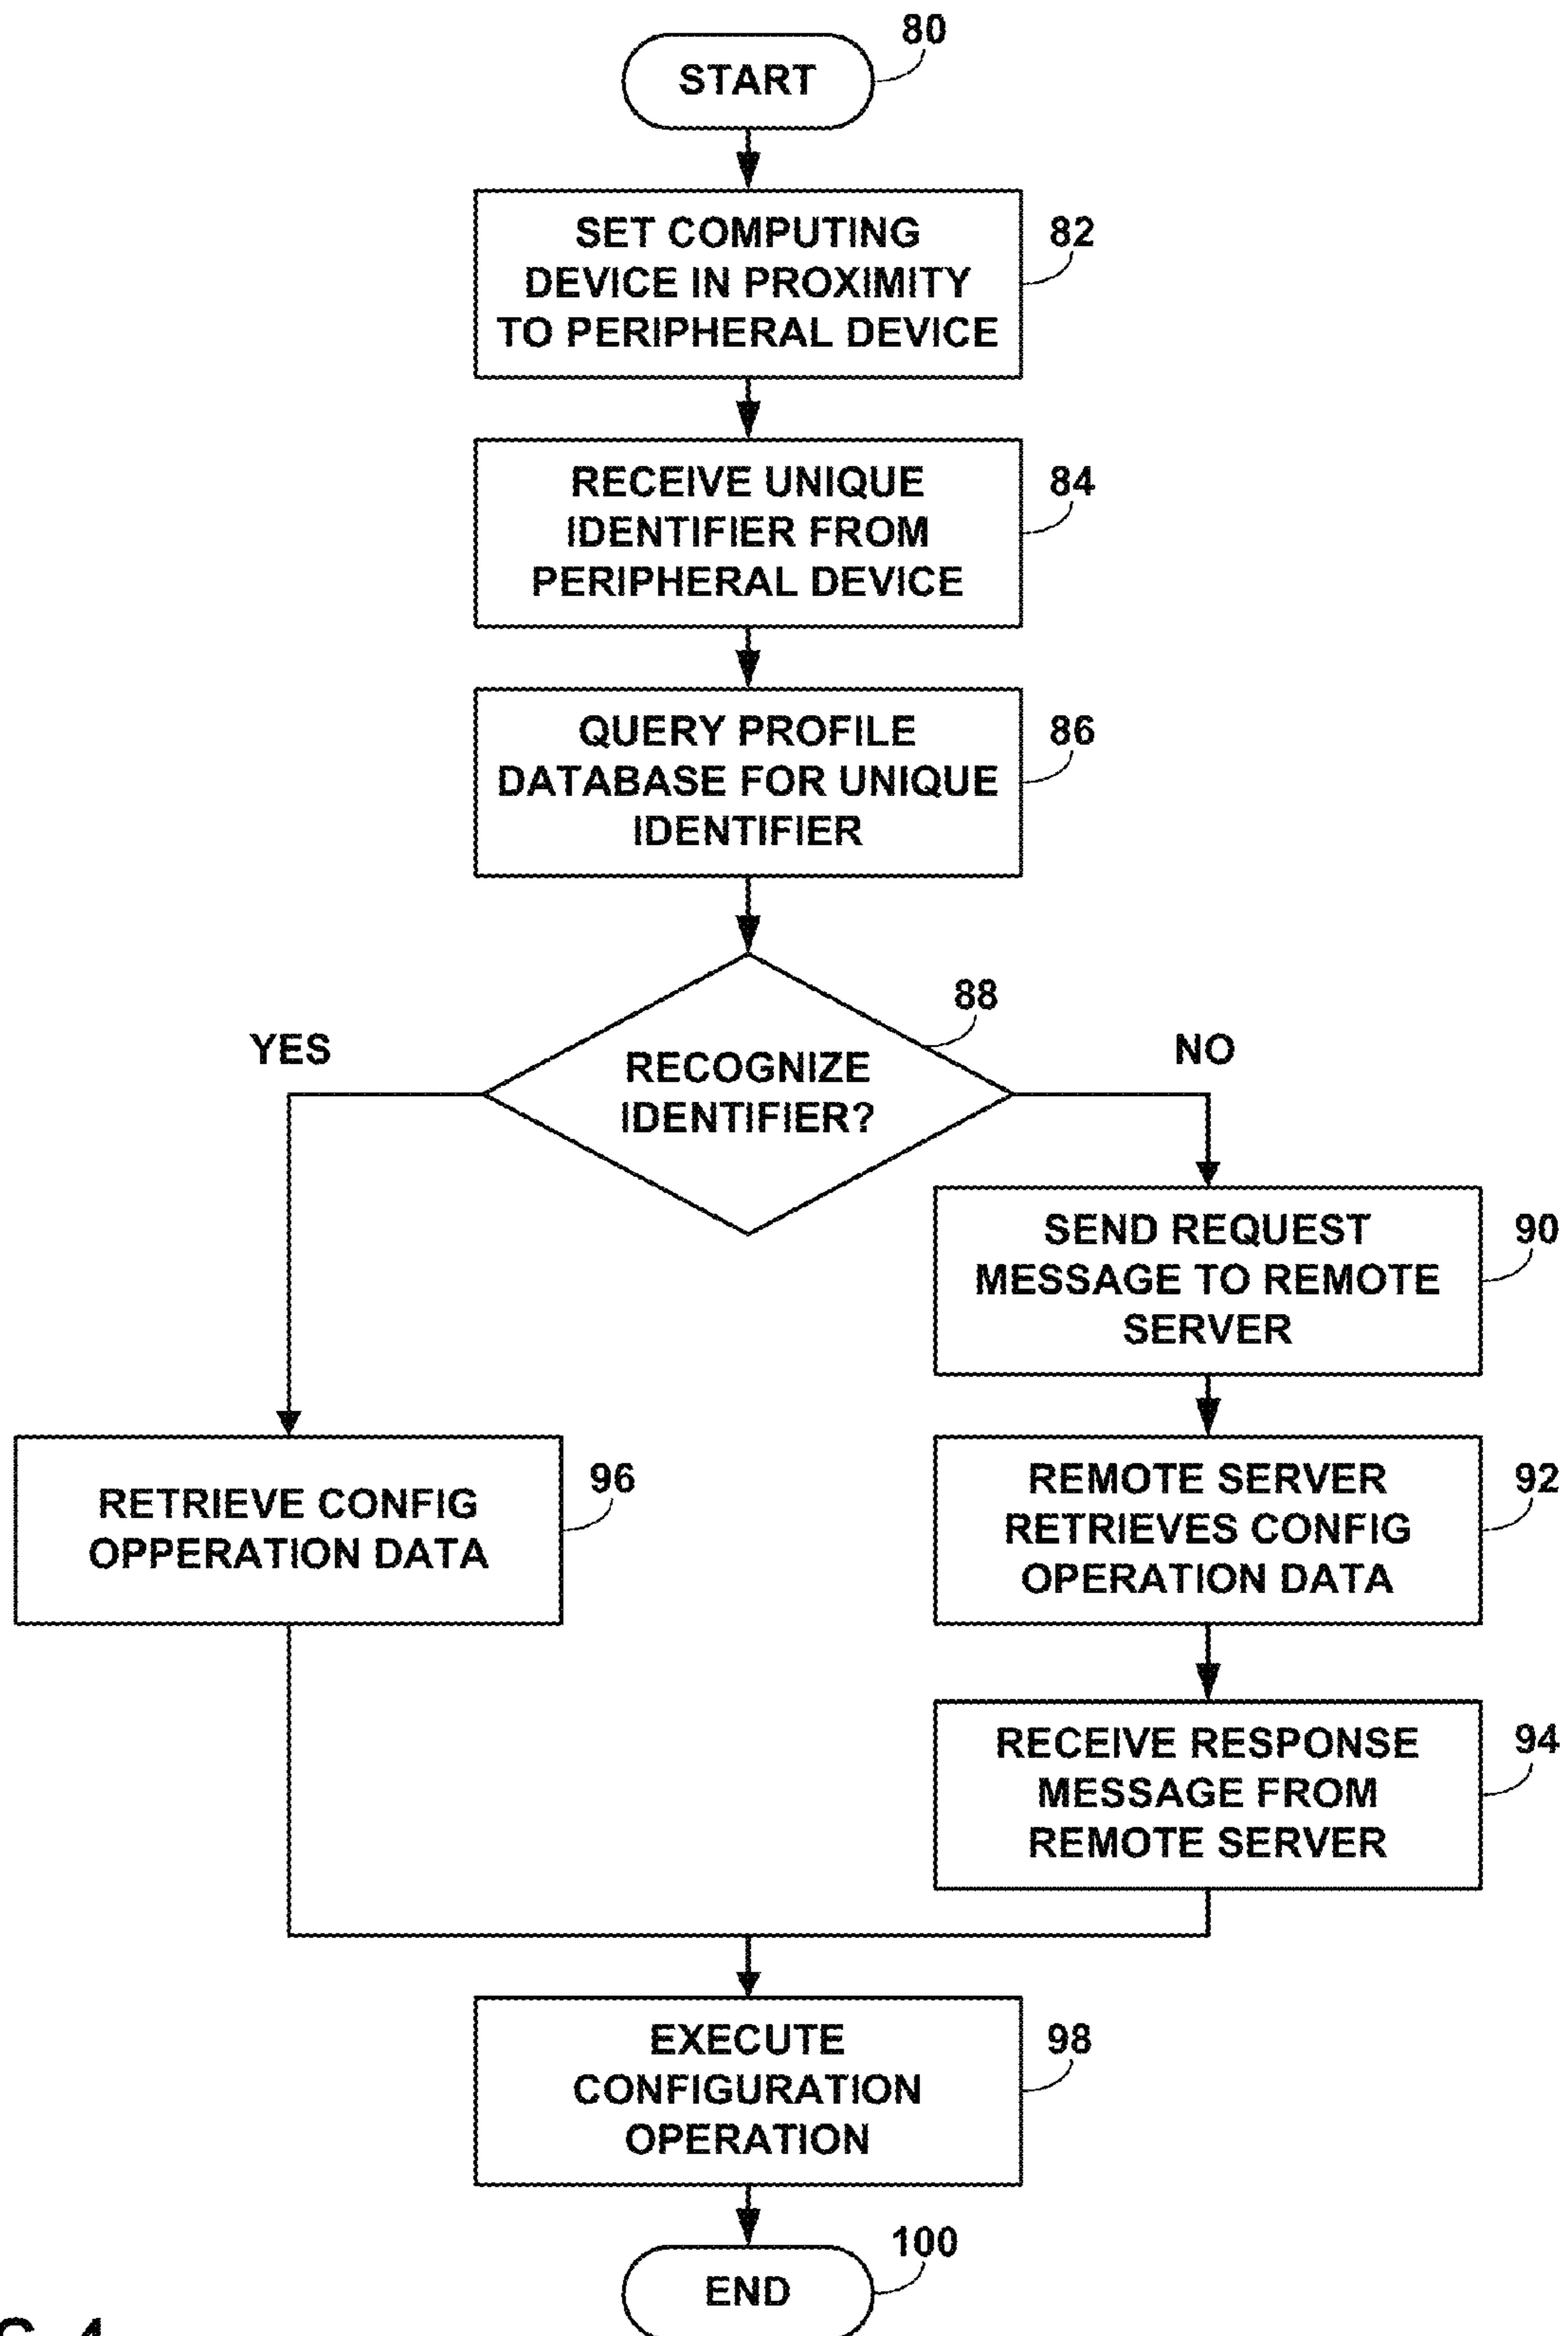 80
START
SET COMPUTING
DEVICE IN PROXIMITY
TO PERIPHERAL DEVICE
82
RECEIVE UNIQUE
IDENTIFIER FROM
PERIPHERAL DEVICE
84
QUERY PROFILE
DATABASE FOR UNIQUE
IDENTIFIER
86
88
YES
RECOGNIZE
IDENTIFIER?
NO
SEND REQUEST
MESSAGE TO REMOTE
SERVER
90
RETRIEVE CONFIG
OPPERATION DATA
96
REMOTE SERVER
RETRIEVES CONFIG
OPERATION DATA
92
RECEIVE RESPONSE
MESSAGE FROM
REMOTE SERVER
94
EXECUTE
CONFIGURATION
OPERATION
98
100
END